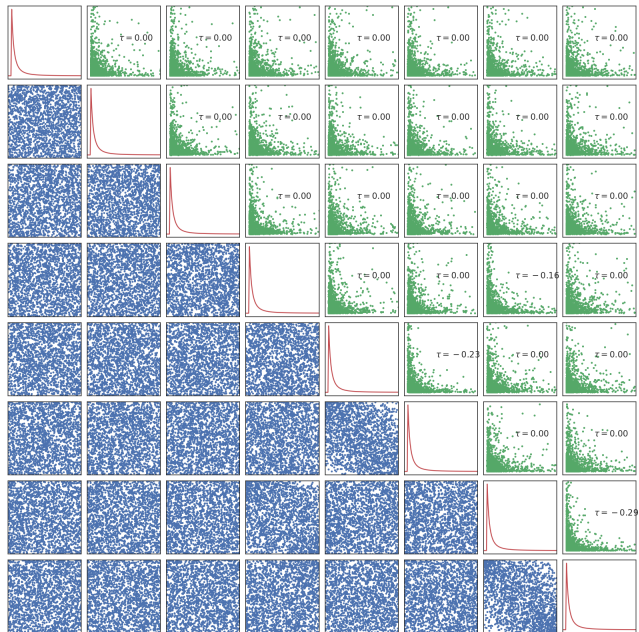 τ = 0.00 τ = 0.00 τ = 0.00 τ = 0.00 τ = 0.00 τ = 0.00 τ = 0.00
τ = 0.00 τ = 0.00 τ = 0.00 τ = 0.00 τ = 0.00 τ = 0.00
τ = 0.00 τ = 0.00 τ = 0.00 τ = 0.00 τ = 0.00
τ = 0.00 τ = 0.00 τ = −0.16 τ = 0.00
τ = −0.23 τ = 0.00 τ = 0.00
τ = 0.00 τ = 0.00
τ = −0.29